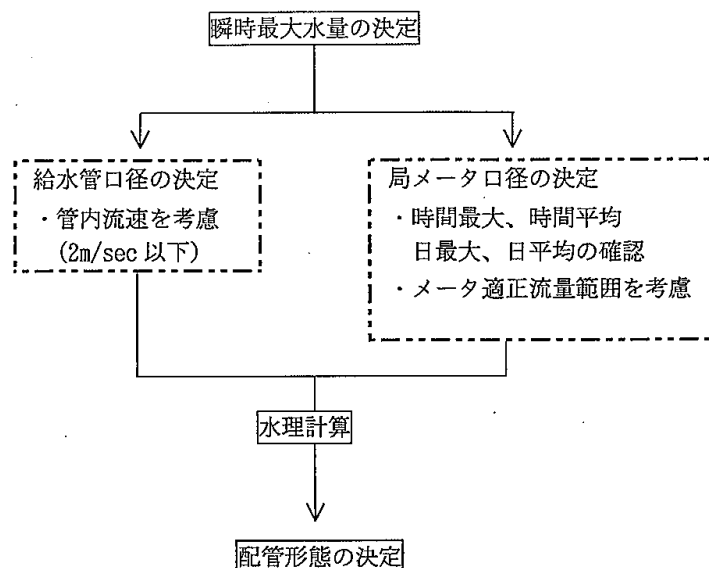 瞬時最大水量の決定
給水管口径の決定
・管内流速を考慮
(2m/sec 以下)
局メータ口径の決定
・時間最大、時間平均
日最大、日平均の確認
・メータ適正流量範囲を考慮
水理計算
配管形態の決定